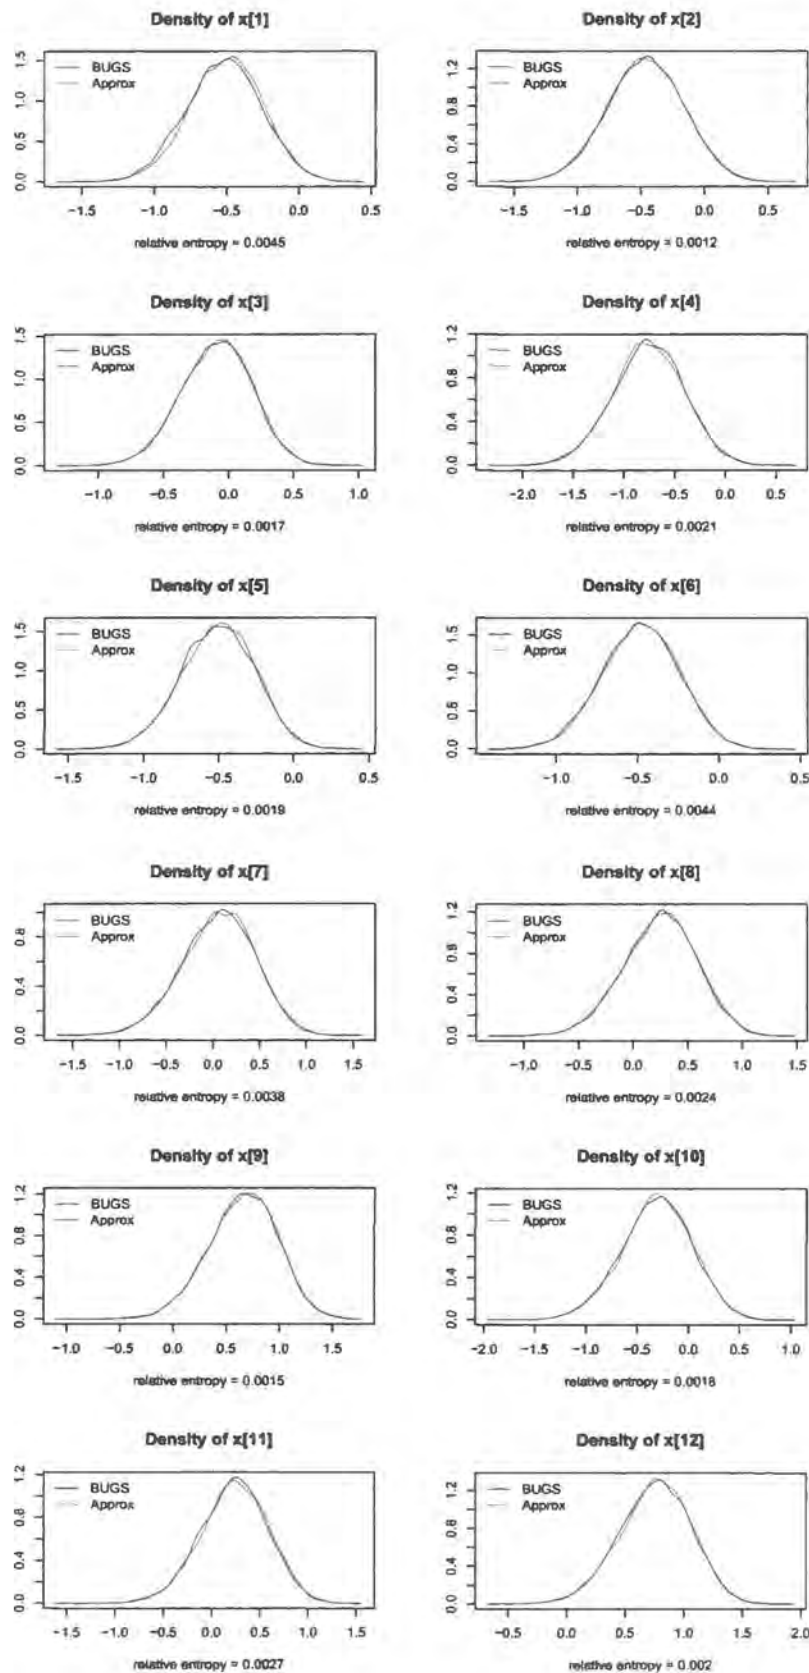 Density of x[1]
BUGS
Approx
0.0 0.5 1.0 1.5
−1.5 −1.0 −0.5 0.0 0.5
relative entropy = 0.0045
Density of x[2]
BUGS
Approx
0.0 0.4 0.8 1.2
−1.5 −1.0 −0.5 0.0 0.5
relative entropy = 0.0012
Density of x[3]
BUGS
Approx
0.0 0.5 1.0 1.5
−1.0 −0.5 0.0 0.5 1.0
relative entropy = 0.0017
Density of x[4]
BUGS
Approx
0.0 0.4 0.8 1.2
−2.0 −1.5 −1.0 −0.5 0.0 0.5
relative entropy = 0.0021
Density of x[5]
BUGS
Approx
0.0 0.5 1.0 1.5
−1.5 −1.0 −0.5 0.0 0.5
relative entropy = 0.0019
Density of x[6]
BUGS
Approx
0.0 0.5 1.0 1.5
−1.0 −0.5 0.0 0.5
relative entropy = 0.0044
Density of x[7]
BUGS
Approx
0.0 0.4 0.8
−1.5 −1.0 −0.5 0.0 0.5 1.0 1.5
relative entropy = 0.0038
Density of x[8]
BUGS
Approx
0.0 0.4 0.8 1.2
−1.0 −0.5 0.0 0.5 1.0 1.5
relative entropy = 0.0024
Density of x[9]
BUGS
Approx
0.0 0.4 0.8 1.2
−1.0 −0.5 0.0 0.5 1.0 1.5
relative entropy = 0.0015
Density of x[10]
BUGS
Approx
0.0 0.4 0.8 1.2
−2.0 −1.5 −1.0 −0.5 0.0 0.5 1.0
relative entropy = 0.0018
Density of x[11]
BUGS
Approx
0.0 0.4 0.8 1.2
−1.5 −1.0 −0.5 0.0 0.5 1.0 1.5
relative entropy = 0.0027
Density of x[12]
BUGS
Approx
0.0 0.4 0.8 1.2
−0.5 0.0 0.5 1.0 1.5 2.0
relative entropy = 0.002